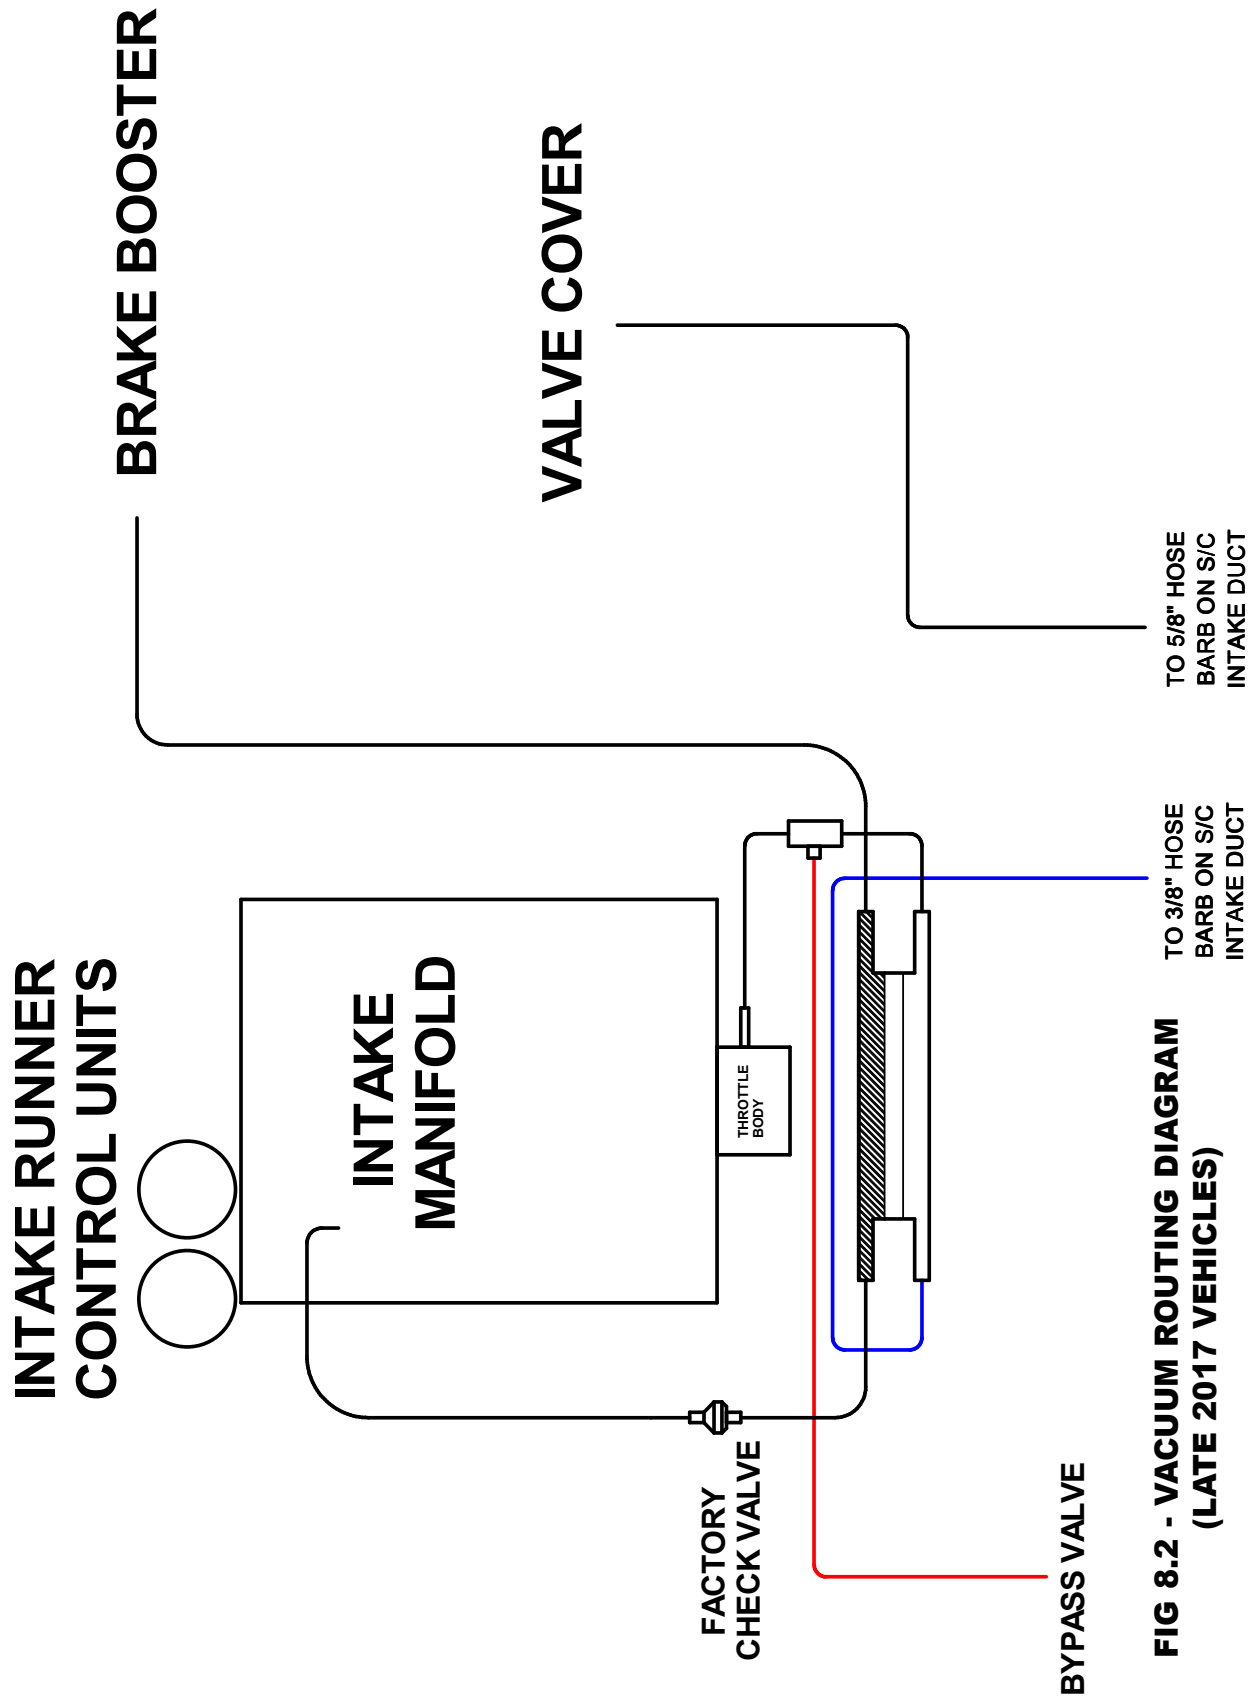 INTAKE RUNNER
CONTROL UNITS
BRAKE BOOSTER
INTAKE
MANIFOLD
VALVE COVER
THROTTLE
BODY
FACTORY
CHECK VALVE
BYPASS VALVE
TO 3/8" HOSE
BARB ON S/C
INTAKE DUCT
TO 5/8" HOSE
BARB ON S/C
INTAKE DUCT
FIG 8.2 - VACUUM ROUTING DIAGRAM
(LATE 2017 VEHICLES)